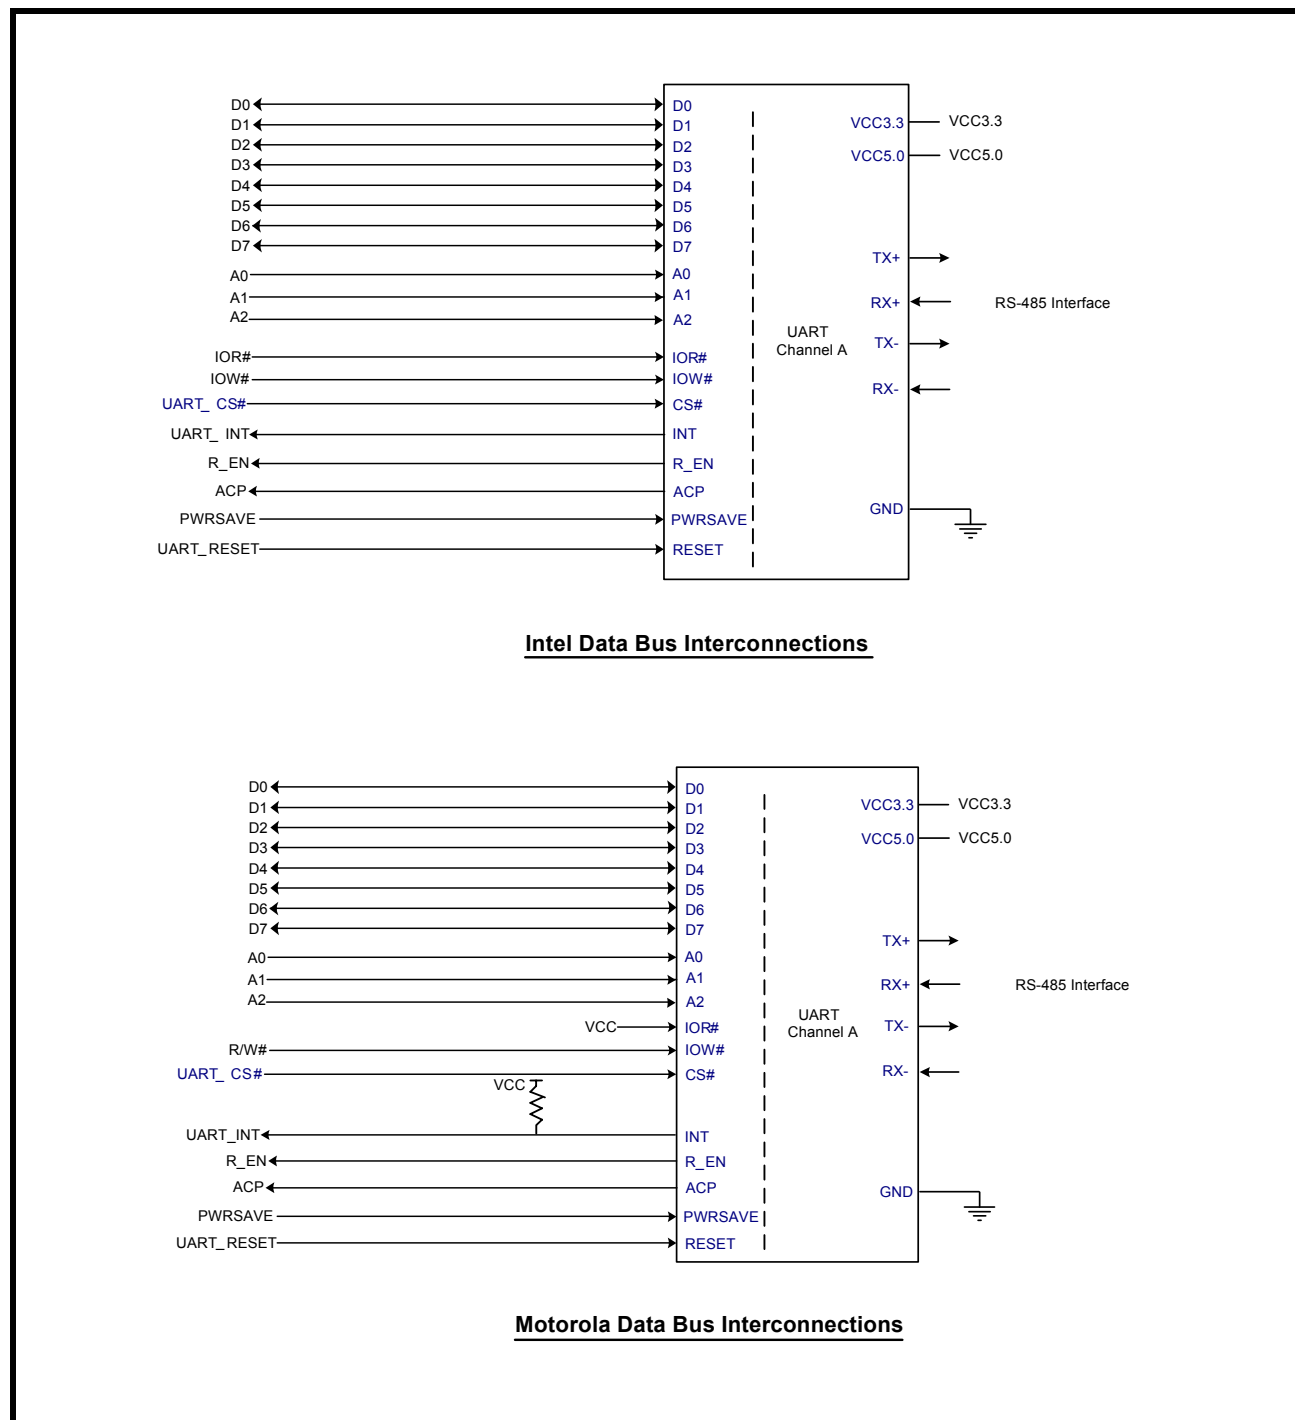 D0 D0
D1 D1
D2 D2
D3 D3
D4 D4
D5 D5
D6 D6
D7 D7
A0 A0
A1 A1
A2 A2
IOR# IOR#
IOW# IOW#
UART_ CS# CS#
UART_ INT INT
R_EN R_EN
ACP ACP
PWRSAVE PWRSAVE
UART_RESET RESET
UART
Channel A
VCC3.3 VCC3.3
VCC5.0 VCC5.0
TX+
RX+ RS-485 Interface
TX-
RX-
GND
Intel Data Bus Interconnections
D0 D0
D1 D1
D2 D2
D3 D3
D4 D4
D5 D5
D6 D6
D7 D7
A0 A0
A1 A1
A2 A2
VCC IOR#
R/W# IOW#
UART_ CS# CS#
VCC
UART_INT INT
R_EN R_EN
ACP ACP
PWRSAVE PWRSAVE
UART_RESET RESET
UART
Channel A
VCC3.3 VCC3.3
VCC5.0 VCC5.0
TX+
RX+ RS-485 Interface
TX-
RX-
GND
Motorola Data Bus Interconnections